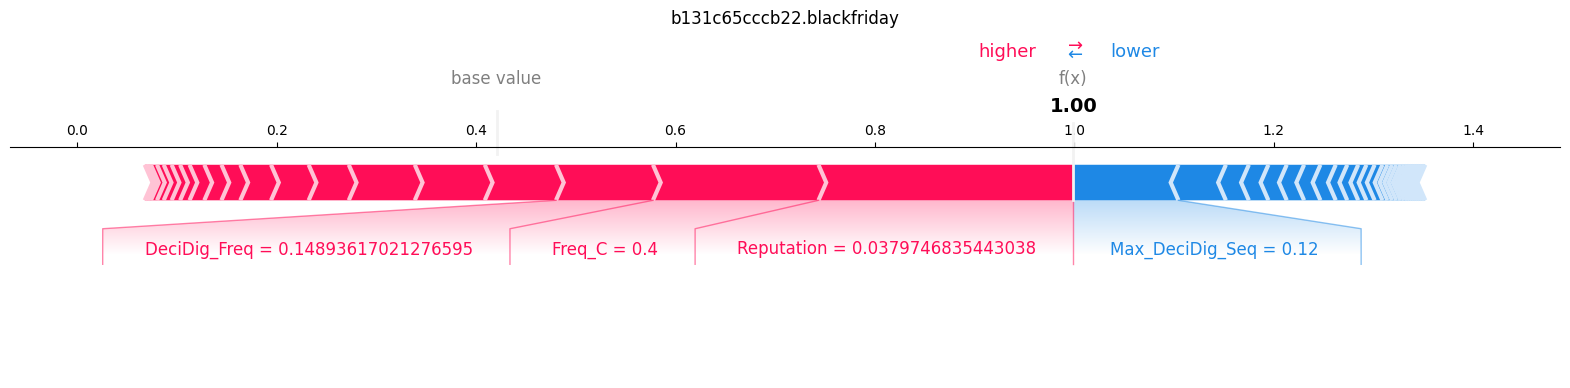 b131c65cccb22.blackfriday
higher → ← lower
base value f(x)
1.00
0.0 0.2 0.4 0.6 0.8 1.0 1.2 1.4
DeciDig_Freq = 0.14893617021276595 Freq_C = 0.4 Reputation = 0.0379746835443038 Max_DeciDig_Seq = 0.12